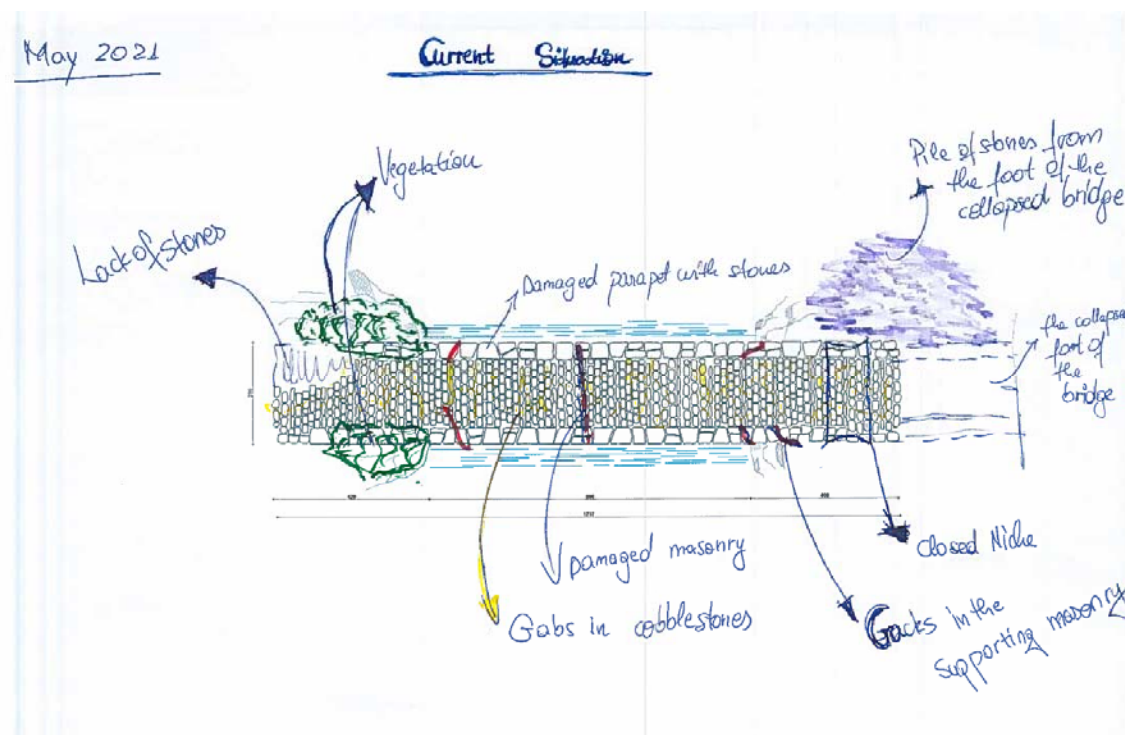 May 2021
Current Situation
Vegetation
Pile of stones from
the foot of the
collapsed bridge
Lack of stones
Damaged parapet with stones
the collapse
foot of
the
bridge
Damaged masonry
Closed Niche
Gabs in cobblestones
Cracks in the
supporting masonry